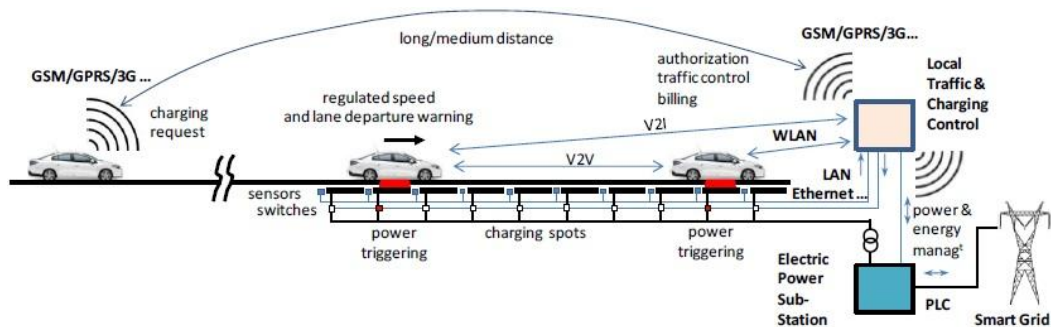 GSM/GPRS/3G...
long/medium distance
GSM/GPRS/3G ...
charging
request
regulated speed
and lane departure warning
authorization
traffic control
billing
Local
Traffic &
Charging
Control
V2I
WLAN
V2V
LAN
Ethernet ...
sensors
switches
power
triggering
charging spots
power
triggering
power &
energy
managᵗ
Electric
Power
Sub-
Station
PLC
Smart Grid